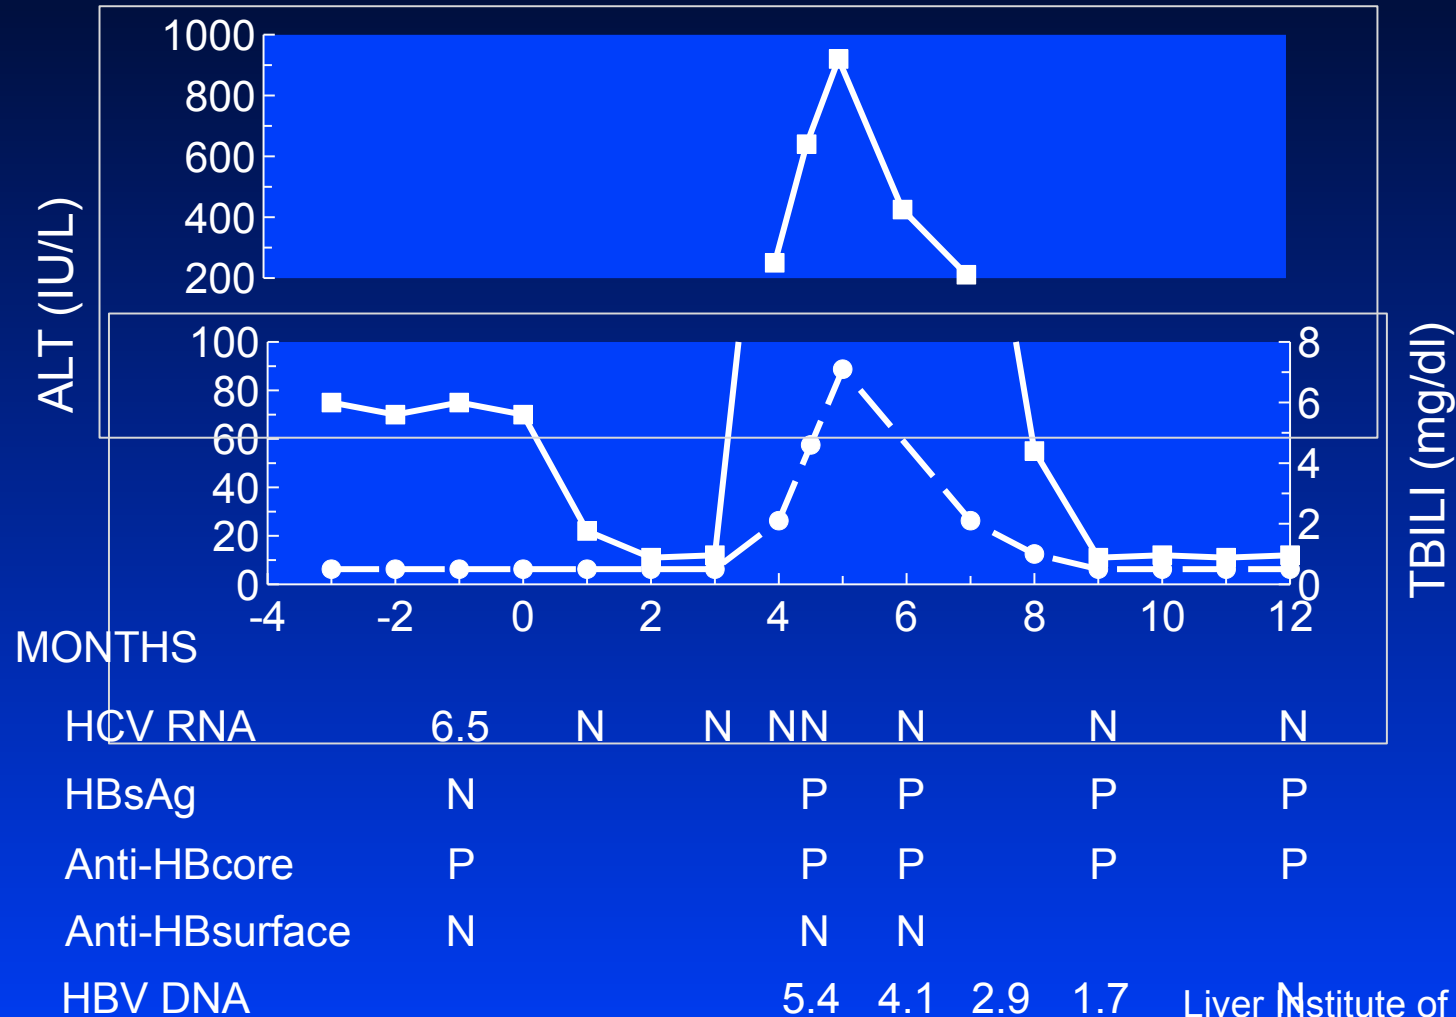 1000
800
600
400
200
ALT (IU/L)
100
80
60
40
20
0
8
6
4
2
0
TBILI (mg/dl)
-4 -2 0 2 4 6 8 10 12
MONTHS
HCV RNA 6.5 N N NN N N N
HBsAg N P P P P
Anti-HBcore P P P P P
Anti-HBsurface N N N
HBV DNA 5.4 4.1 2.9 1.7 N
Liver Institute of